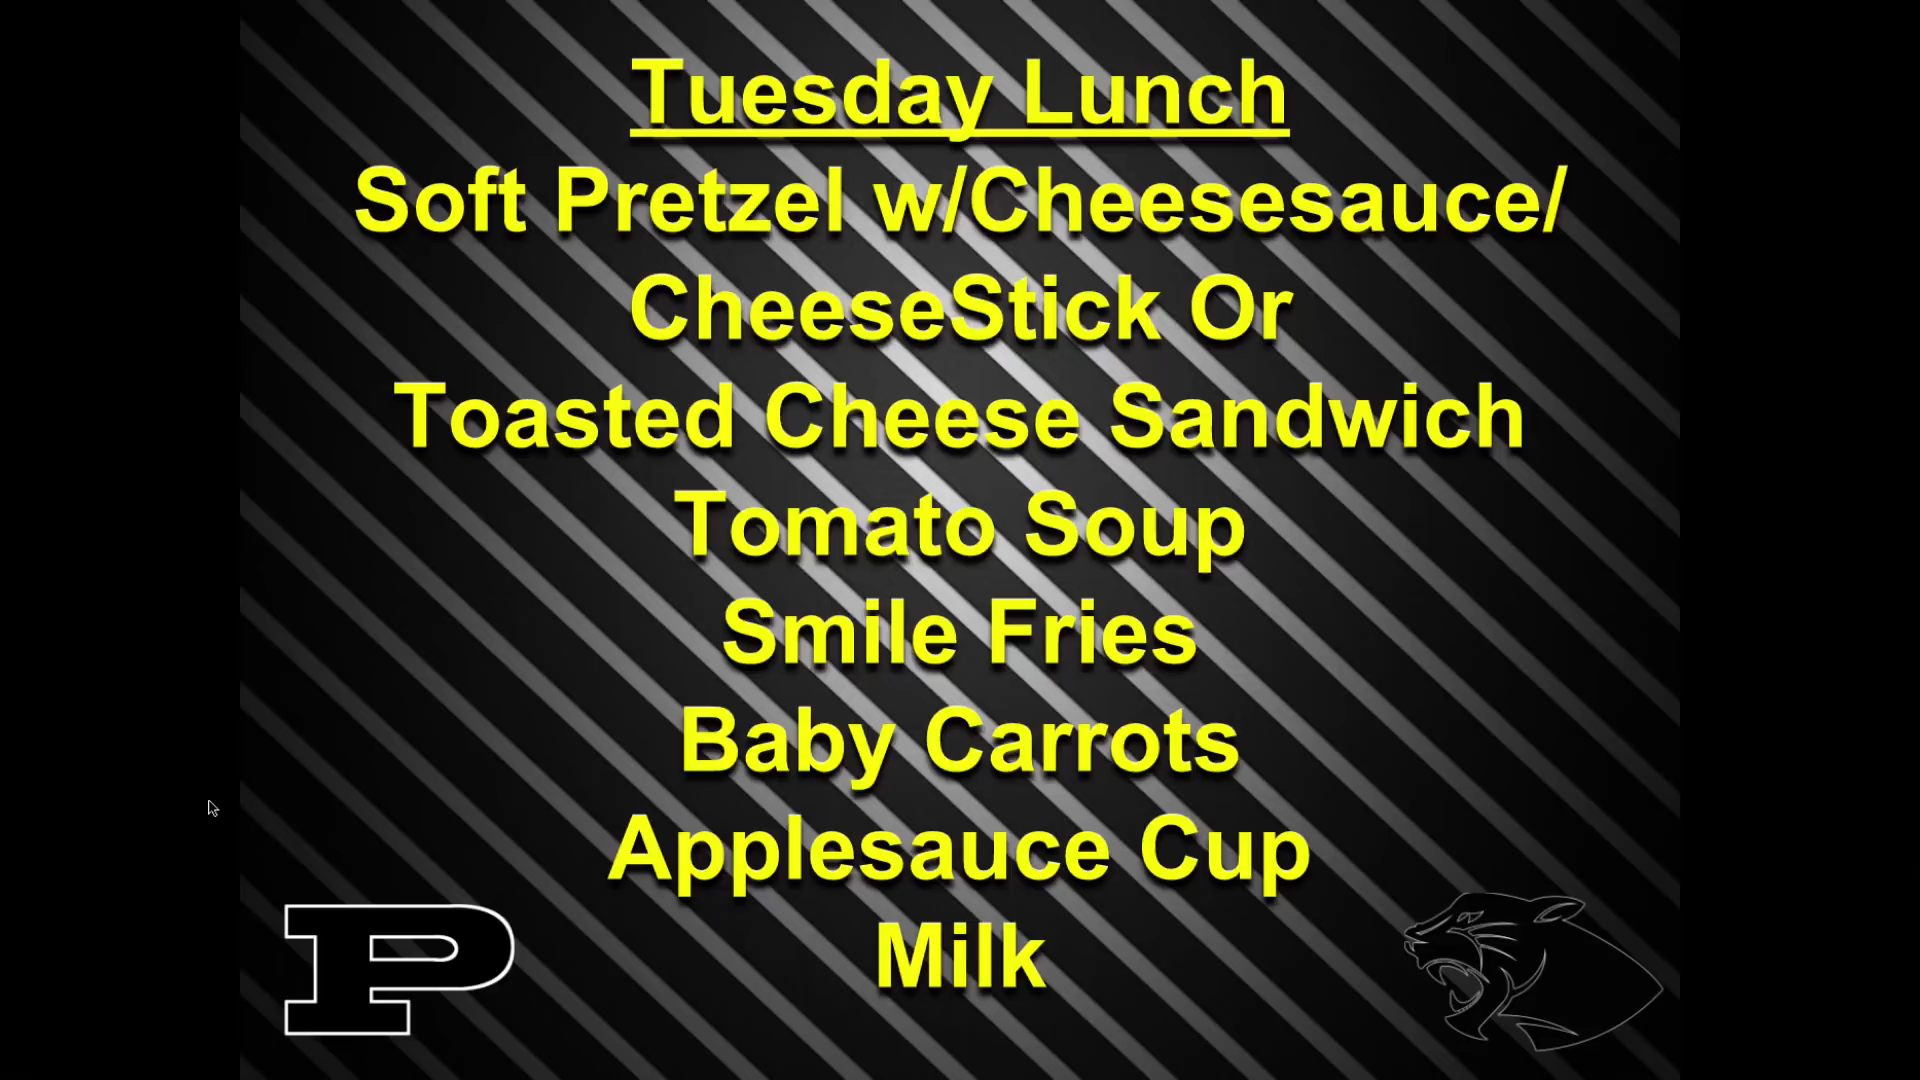 Tuesday Lunch
Soft Pretzel w/Cheesesauce/
CheeseStick Or
Toasted Cheese Sandwich
Tomato Soup
Smile Fries
Baby Carrots
Applesauce Cup
Milk
P